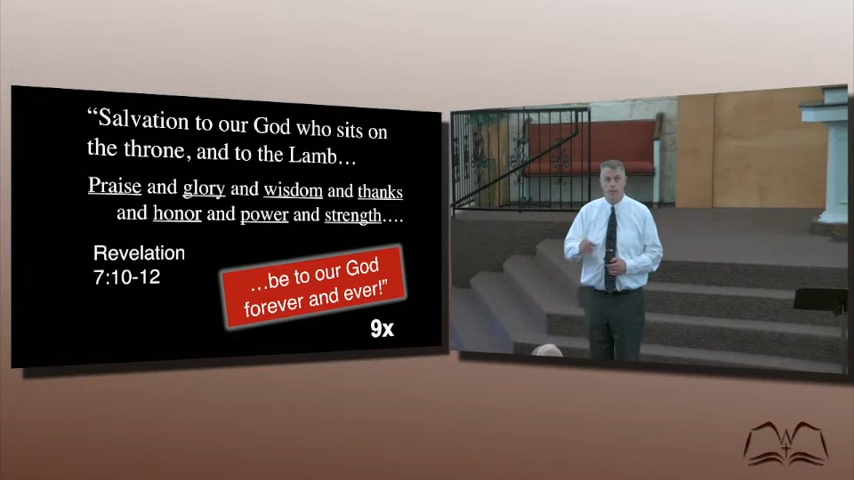 “Salvation to our God who sits on
the throne, and to the Lamb…
Praise and glory and wisdom and thanks
and honor and power and strength….
Revelation
7:10-12
…be to our God
forever and ever!”
9x